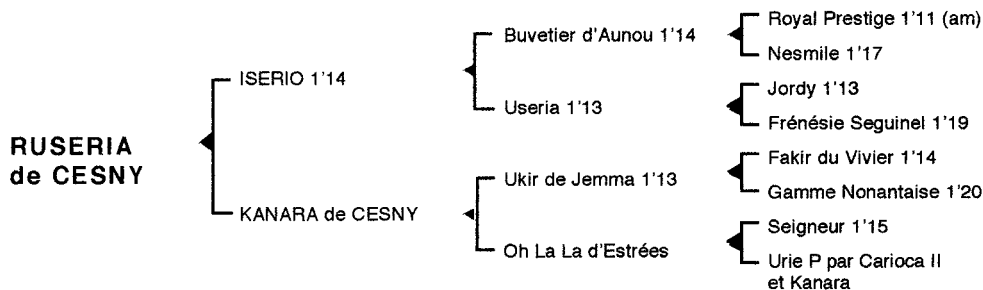 Royal Prestige 1'11 (am)
Buvetier d'Aunou 1'14
Nesmile 1'17
ISERIO 1'14
Jordy 1'13
Useria 1'13
Frénésie Seguinel 1'19
RUSERIA
de CESNY
Fakir du Vivier 1'14
Ukir de Jemma 1'13
Gamme Nonantaise 1'20
KANARA de CESNY
Seigneur 1'15
Oh La La d'Estrées
Urie P par Carioca II
et Kanara